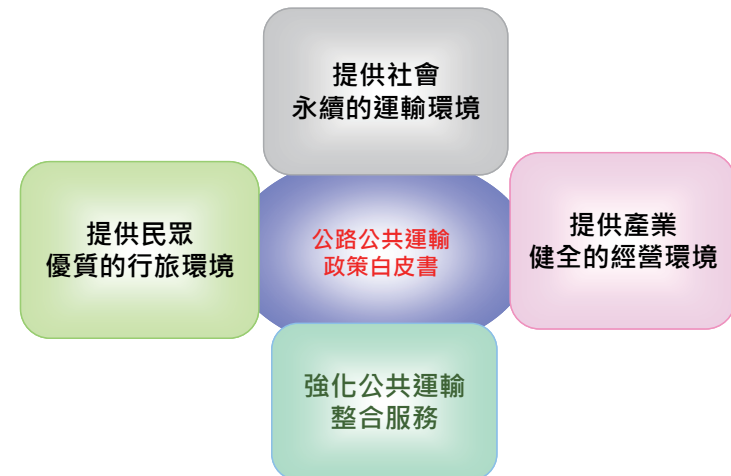 提供社會
永續的運輸環境
提供民眾
優質的行旅環境
公路公共運輸
政策白皮書
提供產業
健全的經營環境
強化公共運輸
整合服務